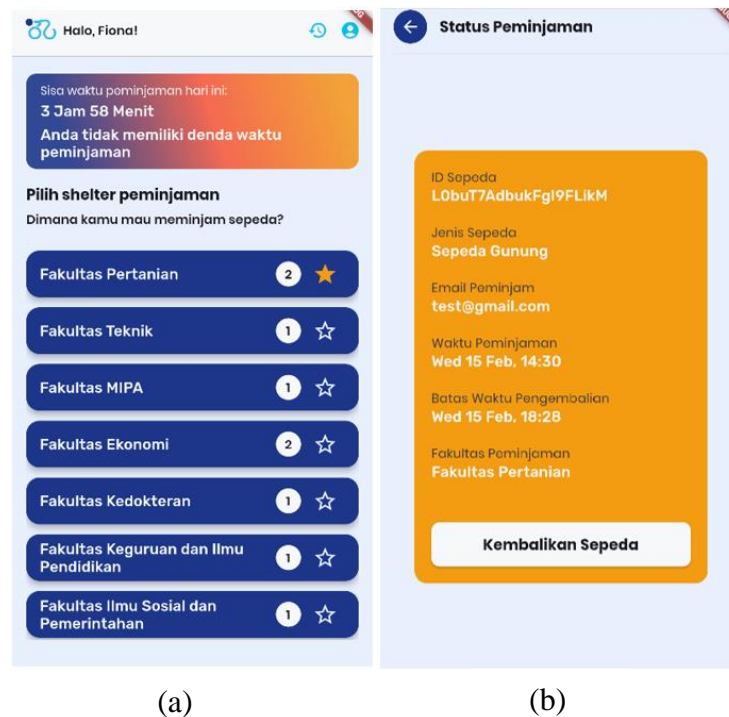 Halo, Fiona!
Sisa waktu peminjaman hari ini:
3 Jam 58 Menit
Anda tidak memiliki denda waktu
peminjaman
Pilih shelter peminjaman
Dimana kamu mau meminjam sepeda?
Fakultas Pertanian 2
Fakultas Teknik 1
Fakultas MIPA 1
Fakultas Ekonomi 2
Fakultas Kedokteran 1
Fakultas Keguruan dan Ilmu
Pendidikan 1
Fakultas Ilmu Sosial dan
Pemerintahan 1
(a)
Status Peminjaman
ID Sepeda
L0buT7AdbukFgl9FLikM
Jenis Sepeda
Sepeda Gunung
Email Peminjam
test@gmail.com
Waktu Peminjaman
Wed 15 Feb, 14:30
Batas Waktu Pengembalian
Wed 15 Feb, 18:28
Fakultas Peminjaman
Fakultas Pertanian
Kembalikan Sepeda
(b)